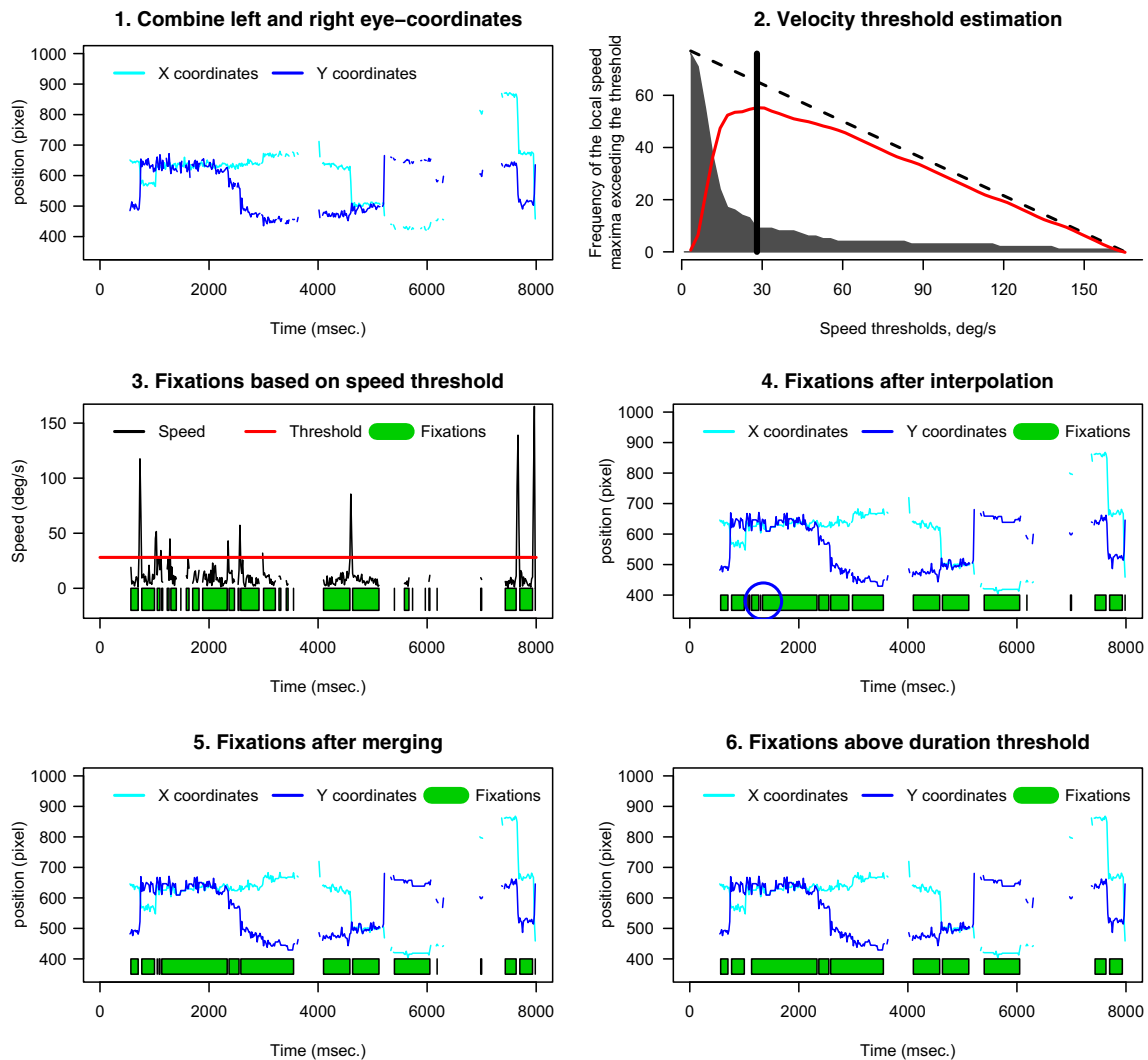 1. Combine left and right eye−coordinates
X coordinates Y coordinates
position (pixel)
1000
900
800
700
600
500
400
0 2000 4000 6000 8000
Time (msec.)
2. Velocity threshold estimation
Frequency of the local speed
maxima exceeding the threshold
60
40
20
0
0 30 60 90 120 150
Speed thresholds, deg/s
3. Fixations based on speed threshold
Speed Threshold Fixations
Speed (deg/s)
150
100
50
0
0 2000 4000 6000 8000
Time (msec.)
4. Fixations after interpolation
X coordinates Y coordinates Fixations
position (pixel)
1000
900
800
700
600
500
400
0 2000 4000 6000 8000
Time (msec.)
5. Fixations after merging
X coordinates Y coordinates Fixations
position (pixel)
1000
900
800
700
600
500
400
0 2000 4000 6000 8000
Time (msec.)
6. Fixations above duration threshold
X coordinates Y coordinates Fixations
position (pixel)
1000
900
800
700
600
500
400
0 2000 4000 6000 8000
Time (msec.)